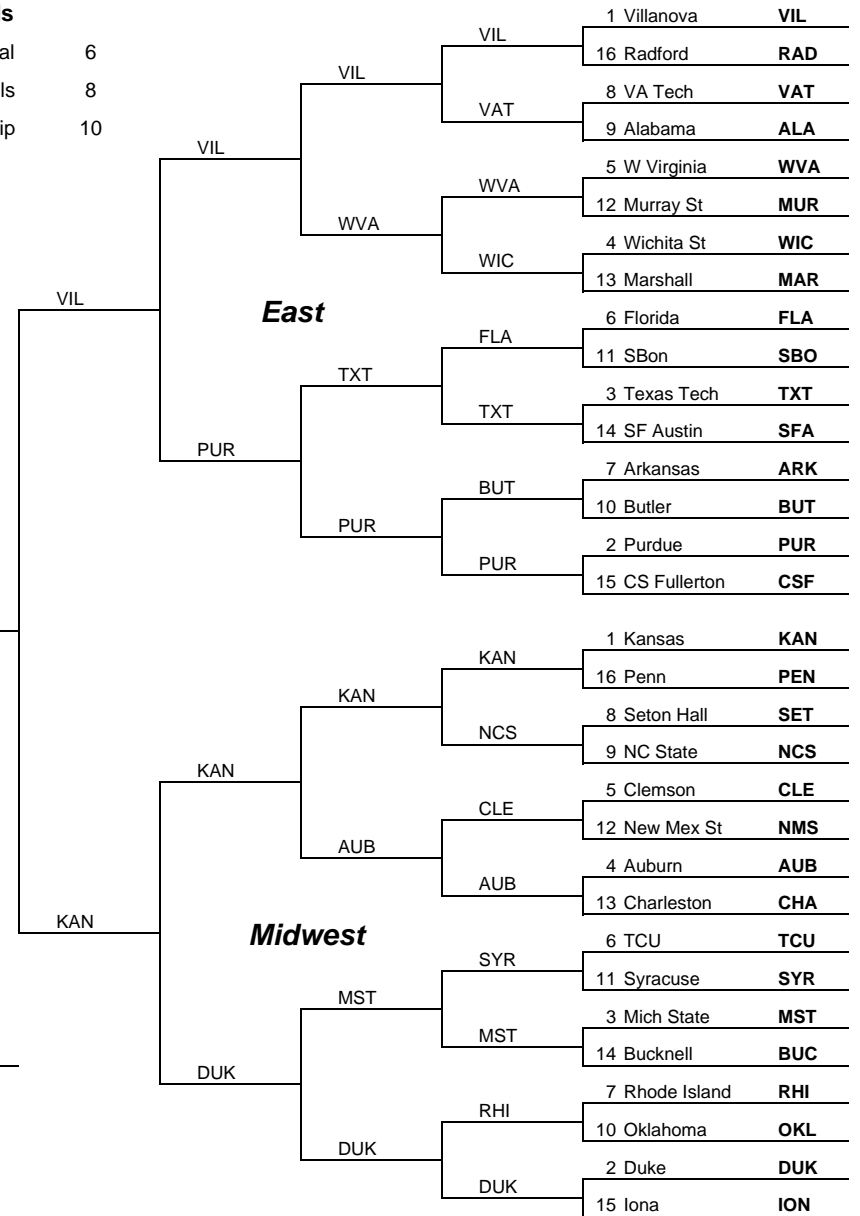 ls
al 6
ls 8
ip 10
1 Villanova VIL
VIL
16 Radford RAD
VIL
8 VA Tech VAT
VAT
9 Alabama ALA
VIL
5 W Virginia WVA
WVA
12 Murray St MUR
WVA
4 Wichita St WIC
WIC
13 Marshall MAR
VIL
East
6 Florida FLA
FLA
11 SBon SBO
TXT
3 Texas Tech TXT
TXT
14 SF Austin SFA
PUR
7 Arkansas ARK
BUT
10 Butler BUT
PUR
2 Purdue PUR
PUR
15 CS Fullerton CSF
1 Kansas KAN
KAN
16 Penn PEN
KAN
8 Seton Hall SET
NCS
9 NC State NCS
KAN
5 Clemson CLE
CLE
12 New Mex St NMS
AUB
4 Auburn AUB
AUB
13 Charleston CHA
KAN
Midwest
6 TCU TCU
SYR
11 Syracuse SYR
MST
3 Mich State MST
MST
14 Bucknell BUC
DUK
7 Rhode Island RHI
RHI
10 Oklahoma OKL
DUK
2 Duke DUK
DUK
15 Iona ION